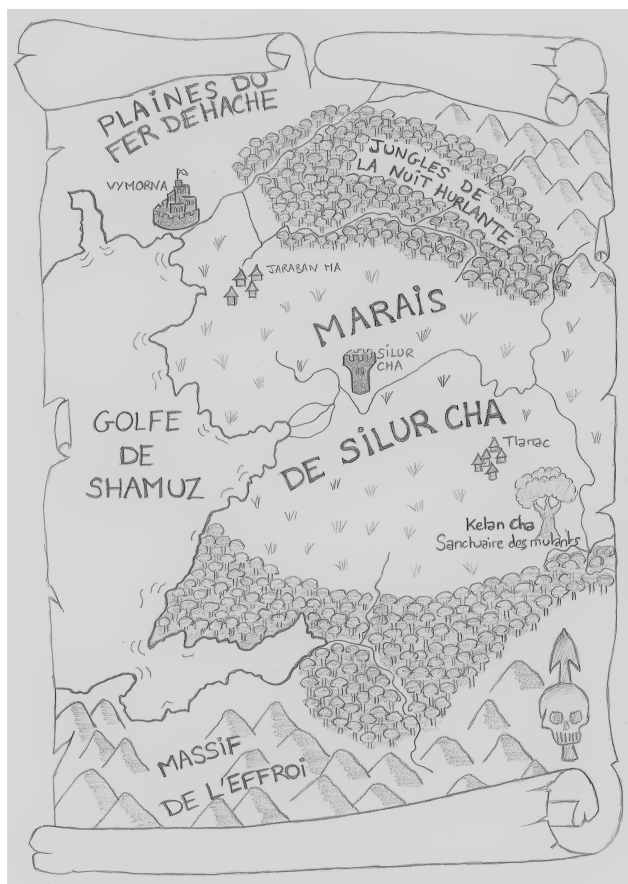 PLAINES DU
FER DE HACHE
VYMORNA
JUNGLES DE
LA NUIT HURLANTE
JARABAN MA
MARAIS
SILUR
CHA
GOLFE
DE
SHAMUZ
DE SILUR CHA
Tlanac
Kelan Cha
Sanctuaire des mutants
MASSIF
DE L'EFFROI